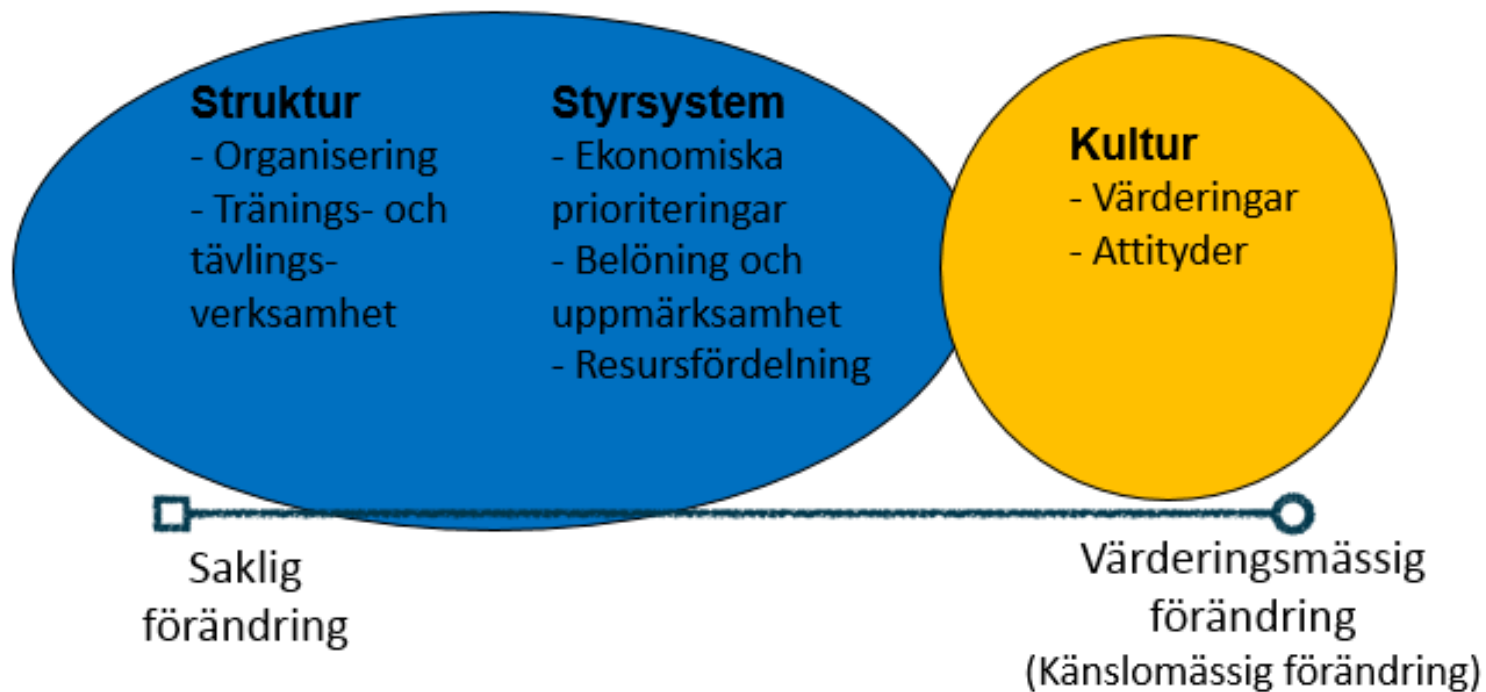 Struktur
- Organisering
- Tränings- och
tävlings-
verksamhet
Styrsystem
- Ekonomiska
prioriteringar
- Belöning och
uppmärksamhet
- Resursfördelning
Kultur
- Värderingar
- Attityder
Saklig
förändring
Värderingsmässig
förändring
(Känslomässig förändring)